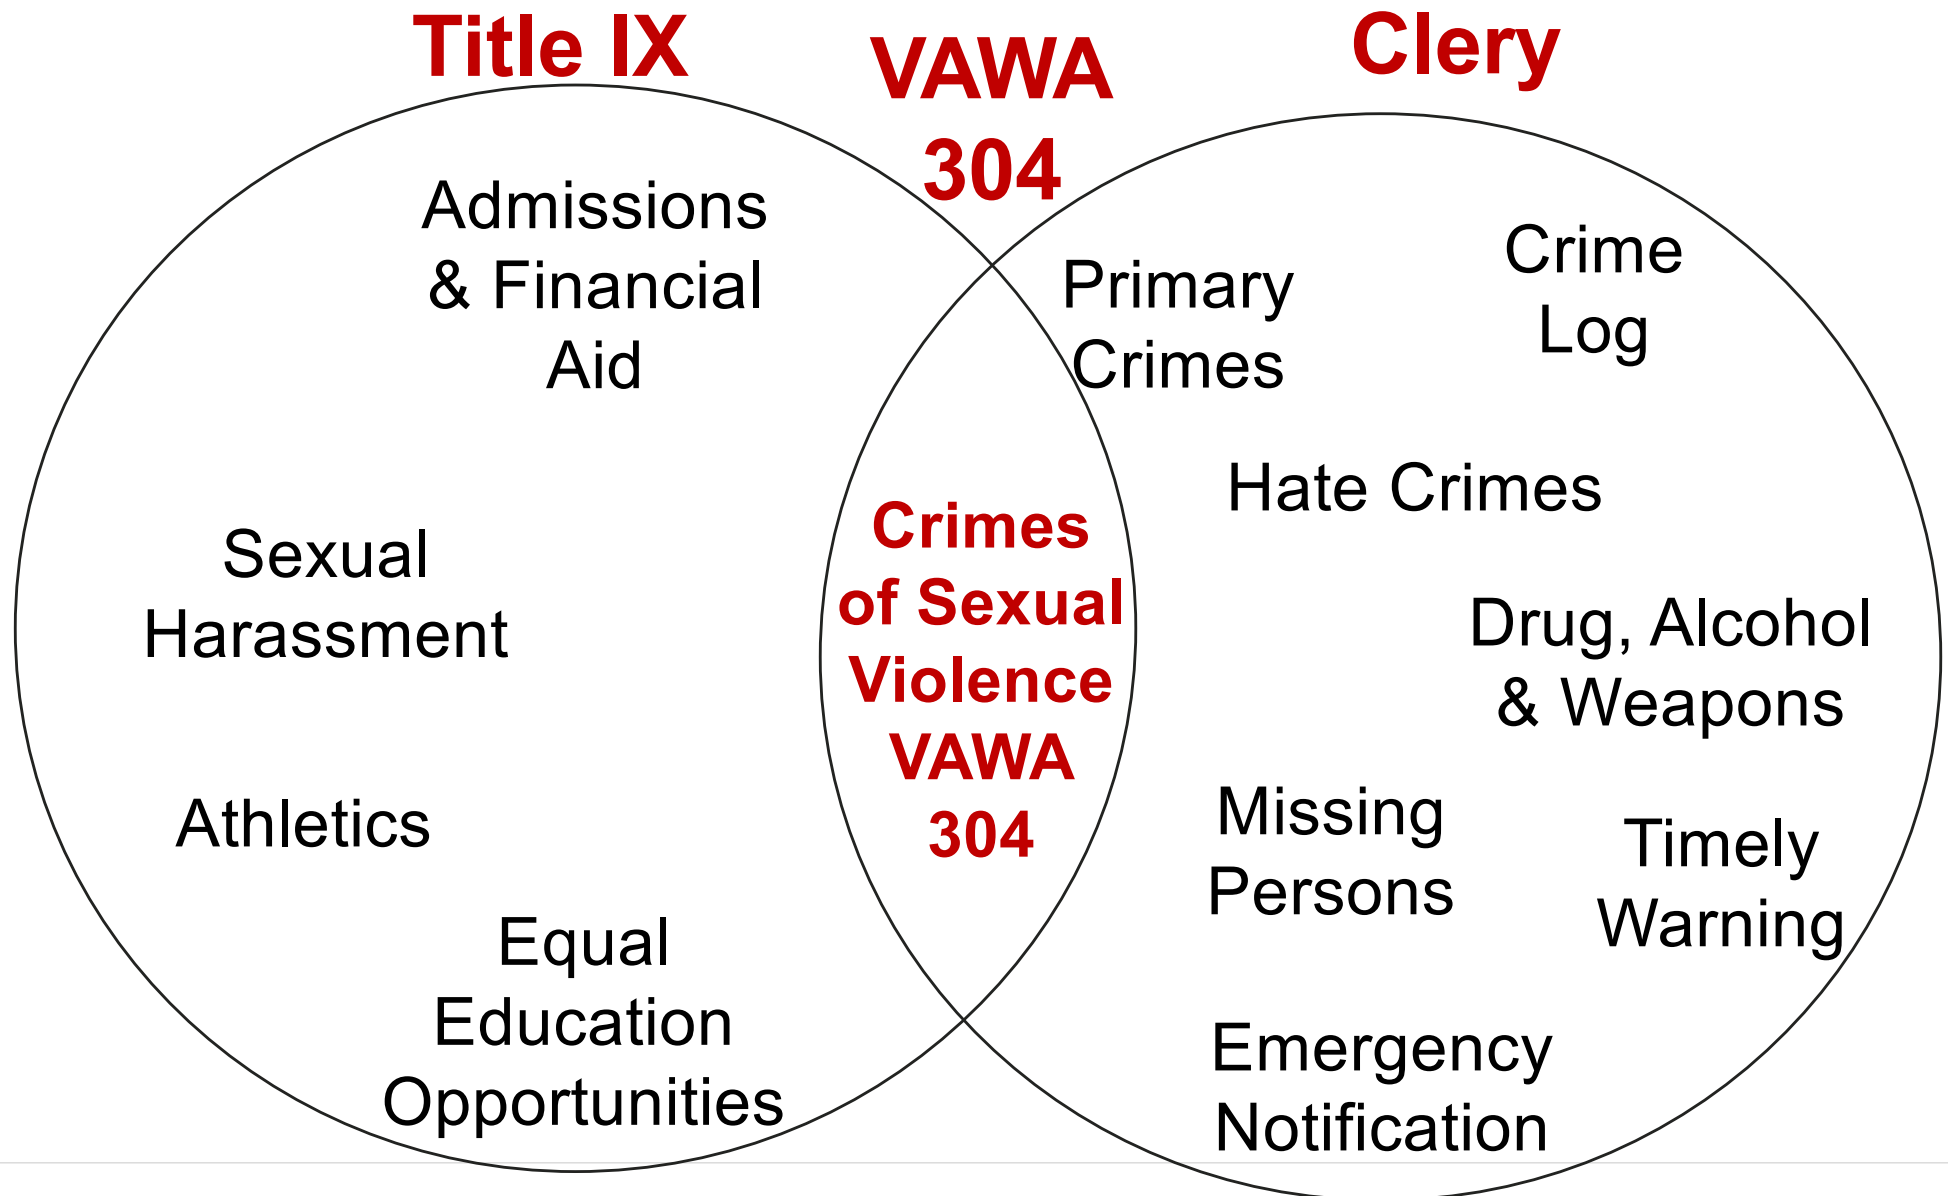 Title IX
VAWA
304
Clery
Admissions
& Financial
Aid
Sexual
Harassment
Athletics
Equal
Education
Opportunities
Crimes
of Sexual
Violence
VAWA
304
Primary
Crimes
Crime
Log
Hate Crimes
Drug, Alcohol
& Weapons
Missing
Persons
Timely
Warning
Emergency
Notification